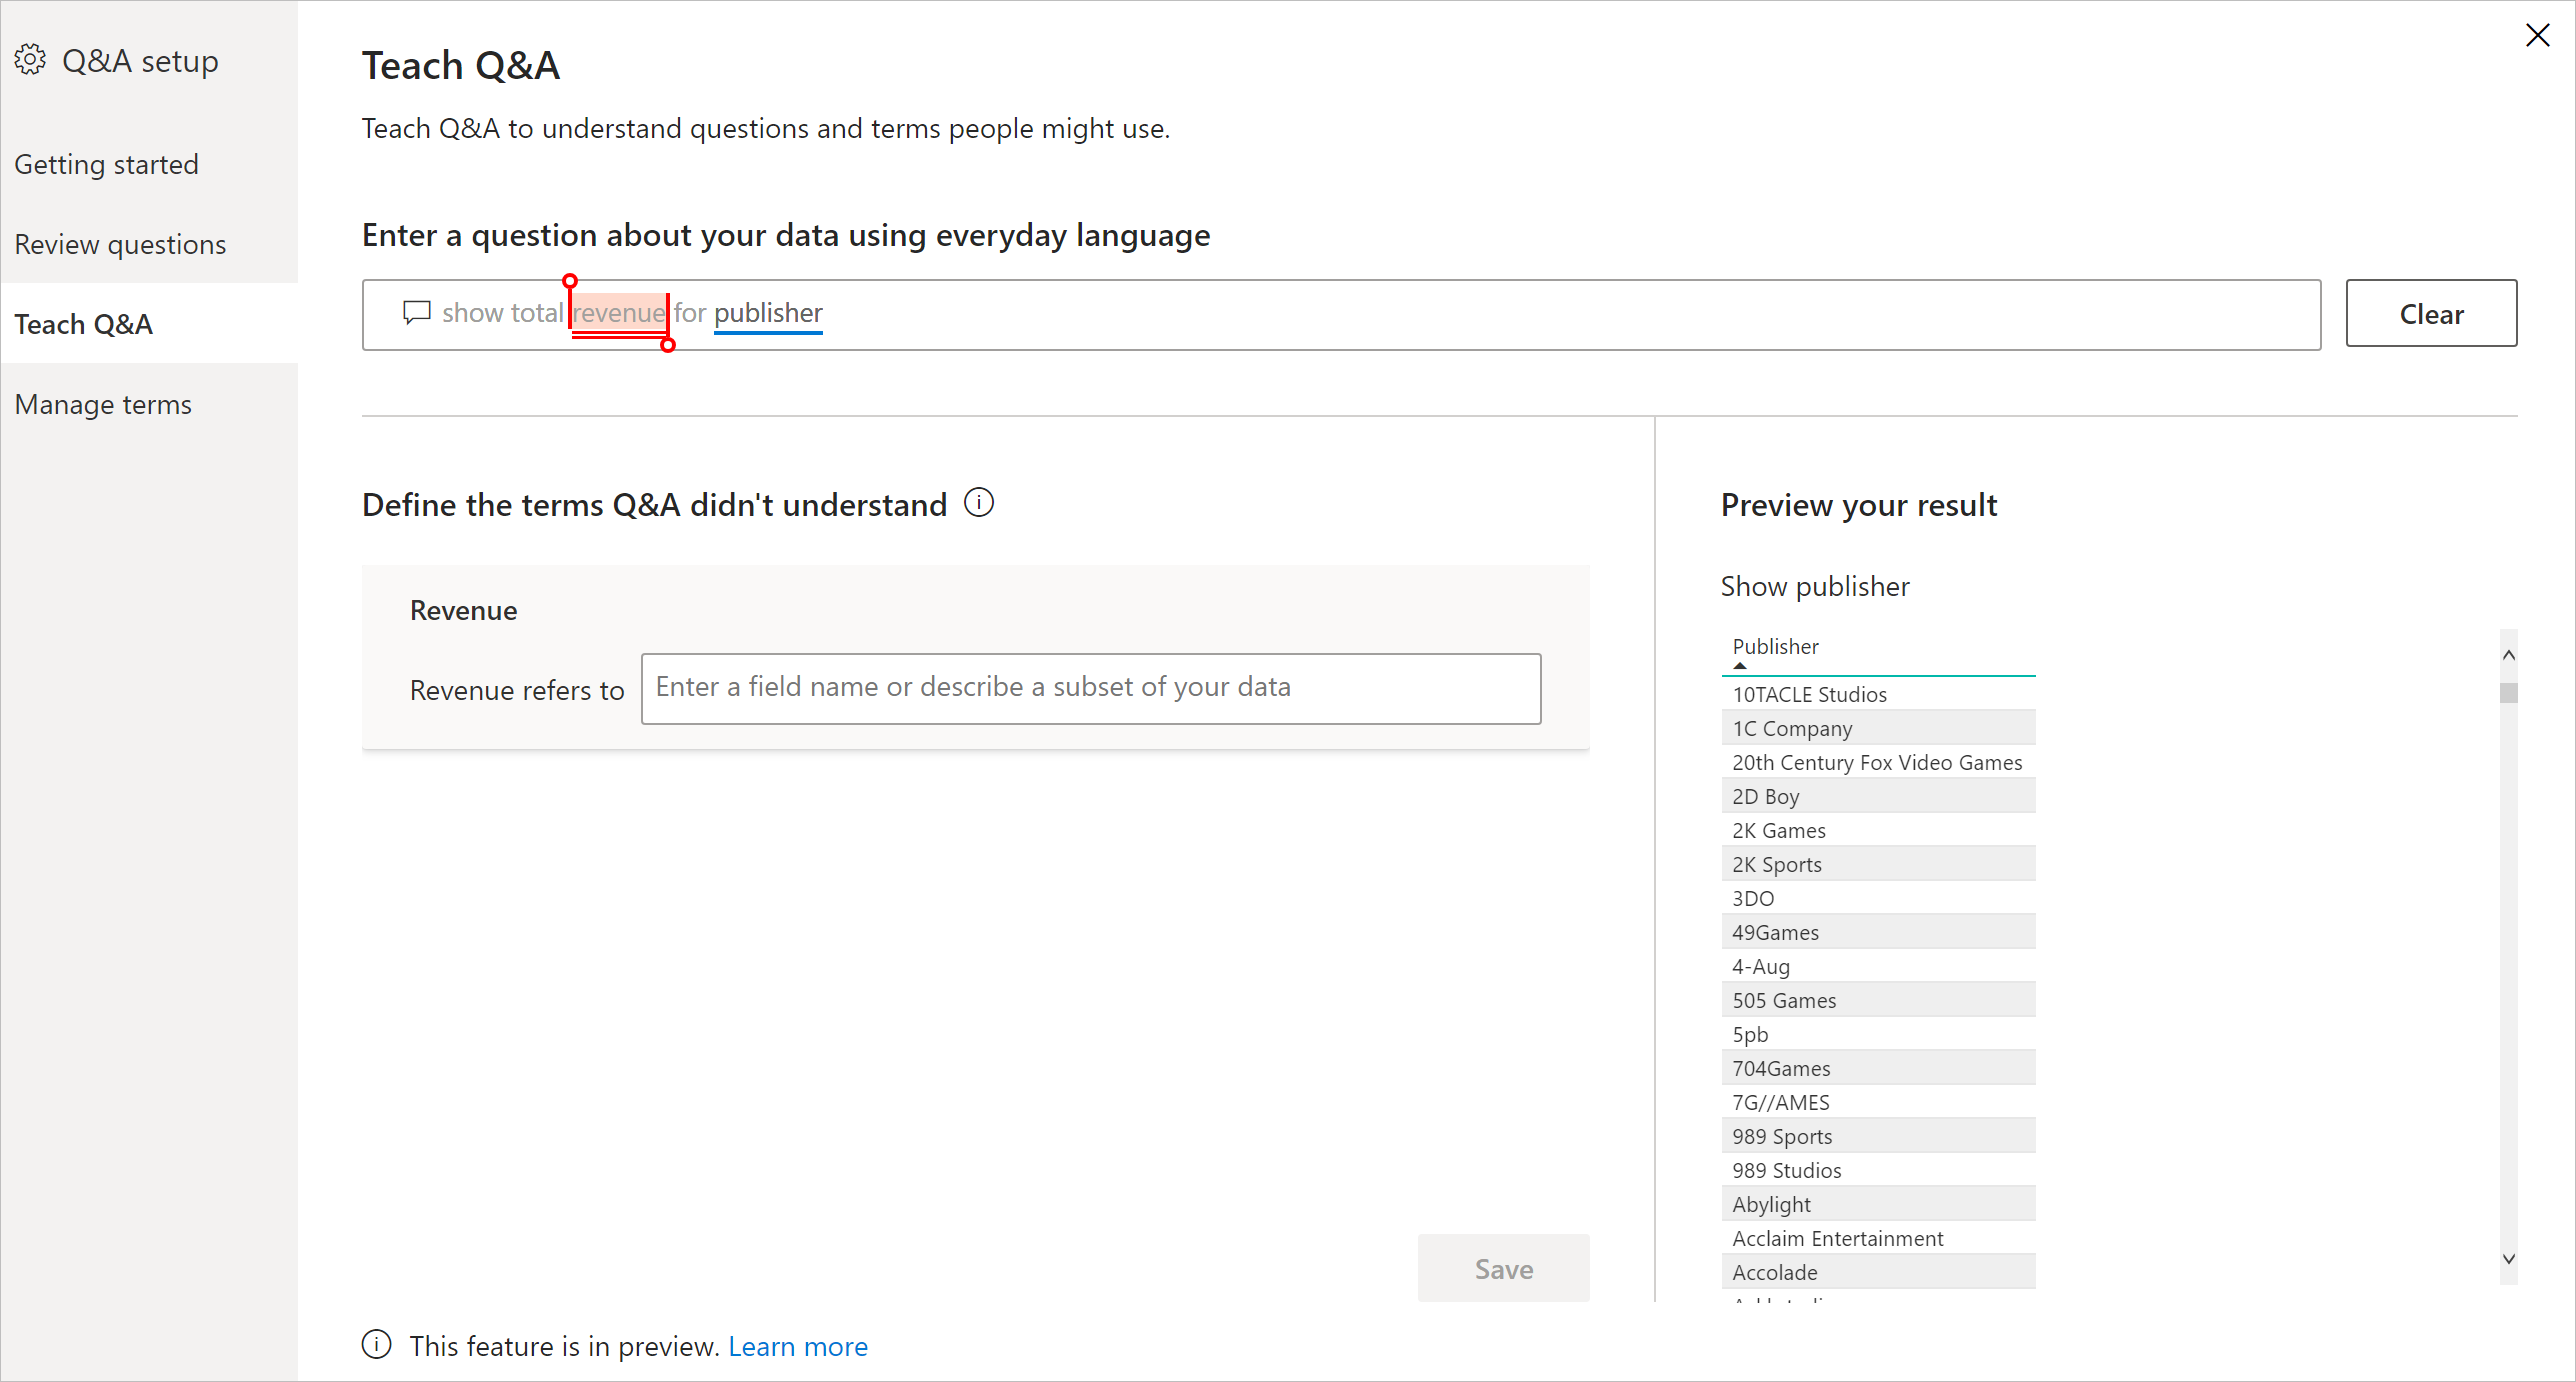 Q&A setup
Getting started
Review questions
Teach Q&A
Manage terms
Teach Q&A
Teach Q&A to understand questions and terms people might use.
Enter a question about your data using everyday language
show total revenue for publisher
Clear
Define the terms Q&A didn't understand
Revenue
Revenue refers to Enter a field name or describe a subset of your data
Save
Preview your result
Show publisher
Publisher
10TACLE Studios
1C Company
20th Century Fox Video Games
2D Boy
2K Games
2K Sports
3DO
49Games
4-Aug
505 Games
5pb
704Games
7G//AMES
989 Sports
989 Studios
Abylight
Acclaim Entertainment
Accolade
This feature is in preview. Learn more